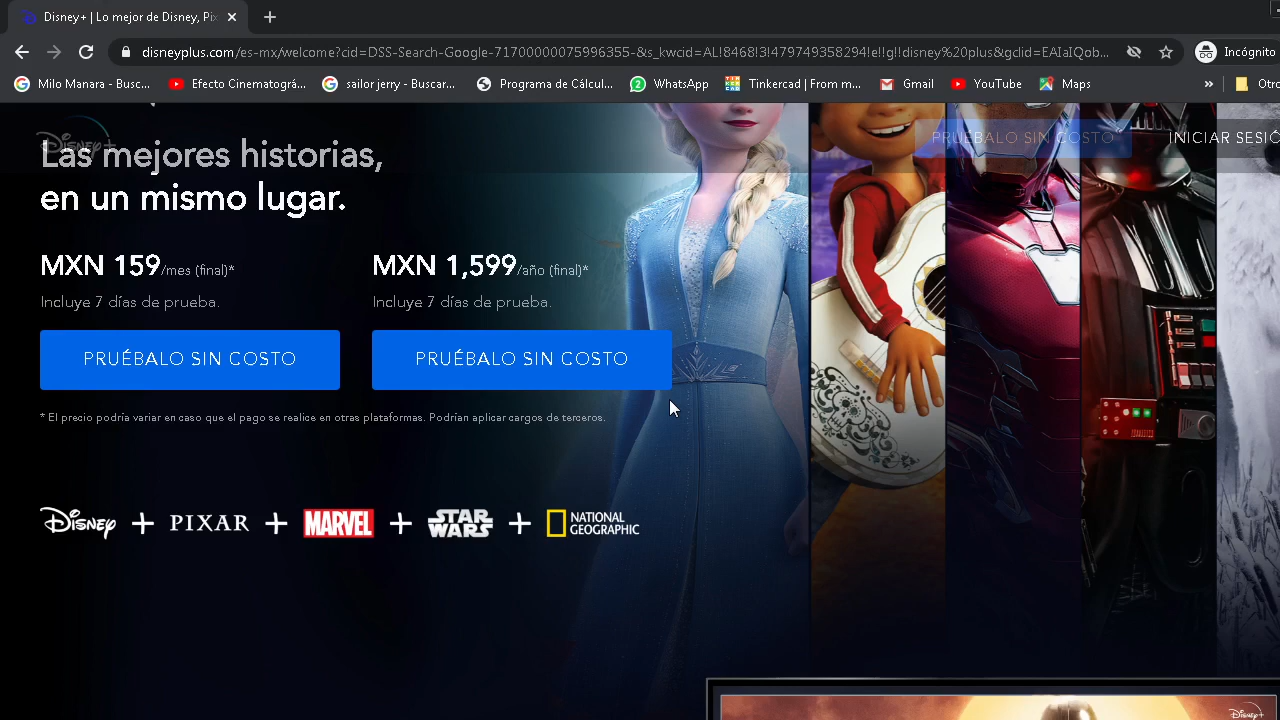 Disney+ | Lo mejor de Disney, Pix
disneyplus.com/es-mx/welcome?cid=DSS-Search-Google-71700000075996355-&s_kwcid=AL!8468!3!479749358294!e!!g!!disney%20plus&gclid=EAIaIQob...
Incógnito
Milo Manara - Busc...
Efecto Cinematográ...
sailor jerry - Buscar...
Programa de Cálcul...
WhatsApp
Tinkercad | From m...
Gmail
YouTube
Maps
»
Otro
Disney+
PRUÉBALO SIN COSTO
INICIAR SESIÓ
Las mejores historias,
en un mismo lugar.
MXN 159/mes (final)*
Incluye 7 días de prueba.
PRUÉBALO SIN COSTO
MXN 1,599/año (final)*
Incluye 7 días de prueba.
PRUÉBALO SIN COSTO
* El precio podría variar en caso que el pago se realice en otras plataformas. Podrían aplicar cargos de terceros.
Disney + PIXAR + MARVEL + STAR WARS + NATIONAL GEOGRAPHIC
Disney+